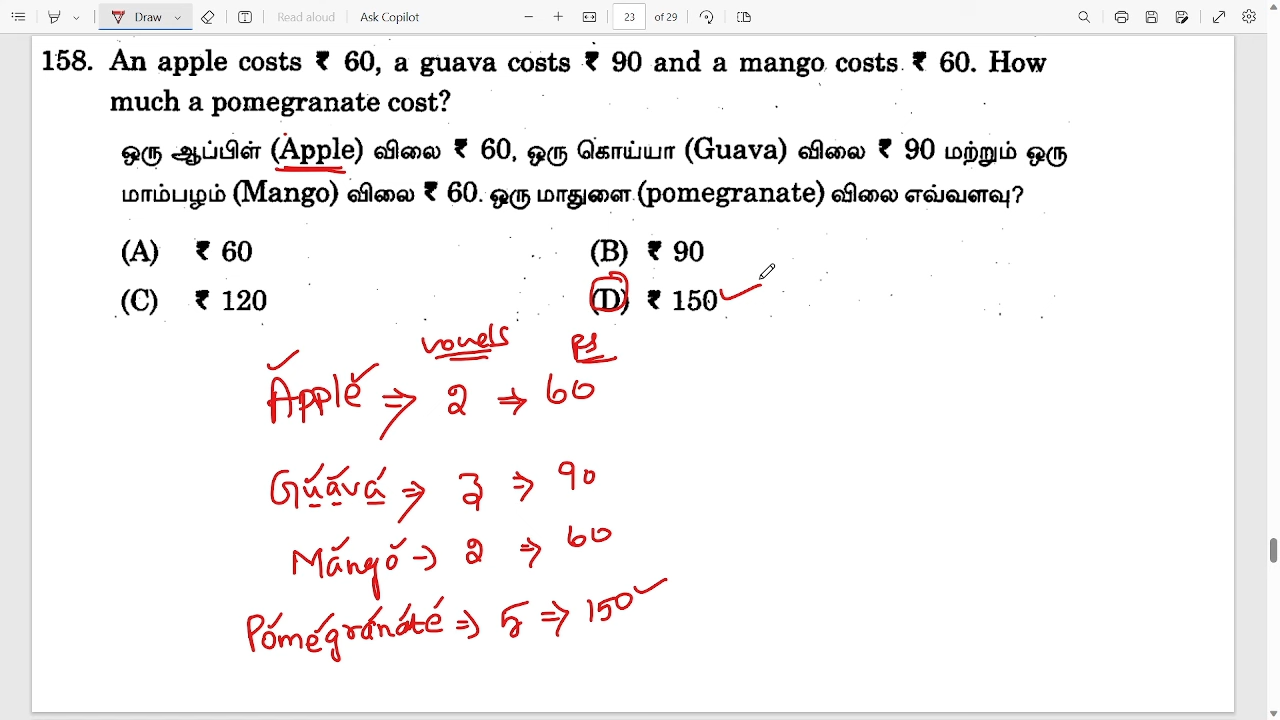 Draw
Read aloud
Ask Copilot
23 of 29
158. An apple costs ₹ 60, a guava costs ₹ 90 and a mango costs ₹ 60. How
much a pomegranate cost?
ஒரு ஆப்பிள் (Apple) விலை ₹ 60, ஒரு கொய்யா (Guava) விலை ₹ 90 மற்றும் ஒரு
மாம்பழம் (Mango) விலை ₹ 60. ஒரு மாதுளை (pomegranate) விலை எவ்வளவு?
(A) ₹ 60 (B) ₹ 90
(C) ₹ 120 (D) ₹ 150
vowels
Apple ⇒ 2 ⇒ 60
Guava ⇒ 3 ⇒ 90
Mango → 2 ⇒ 60
Pomegranate ⇒ 5 ⇒ 150